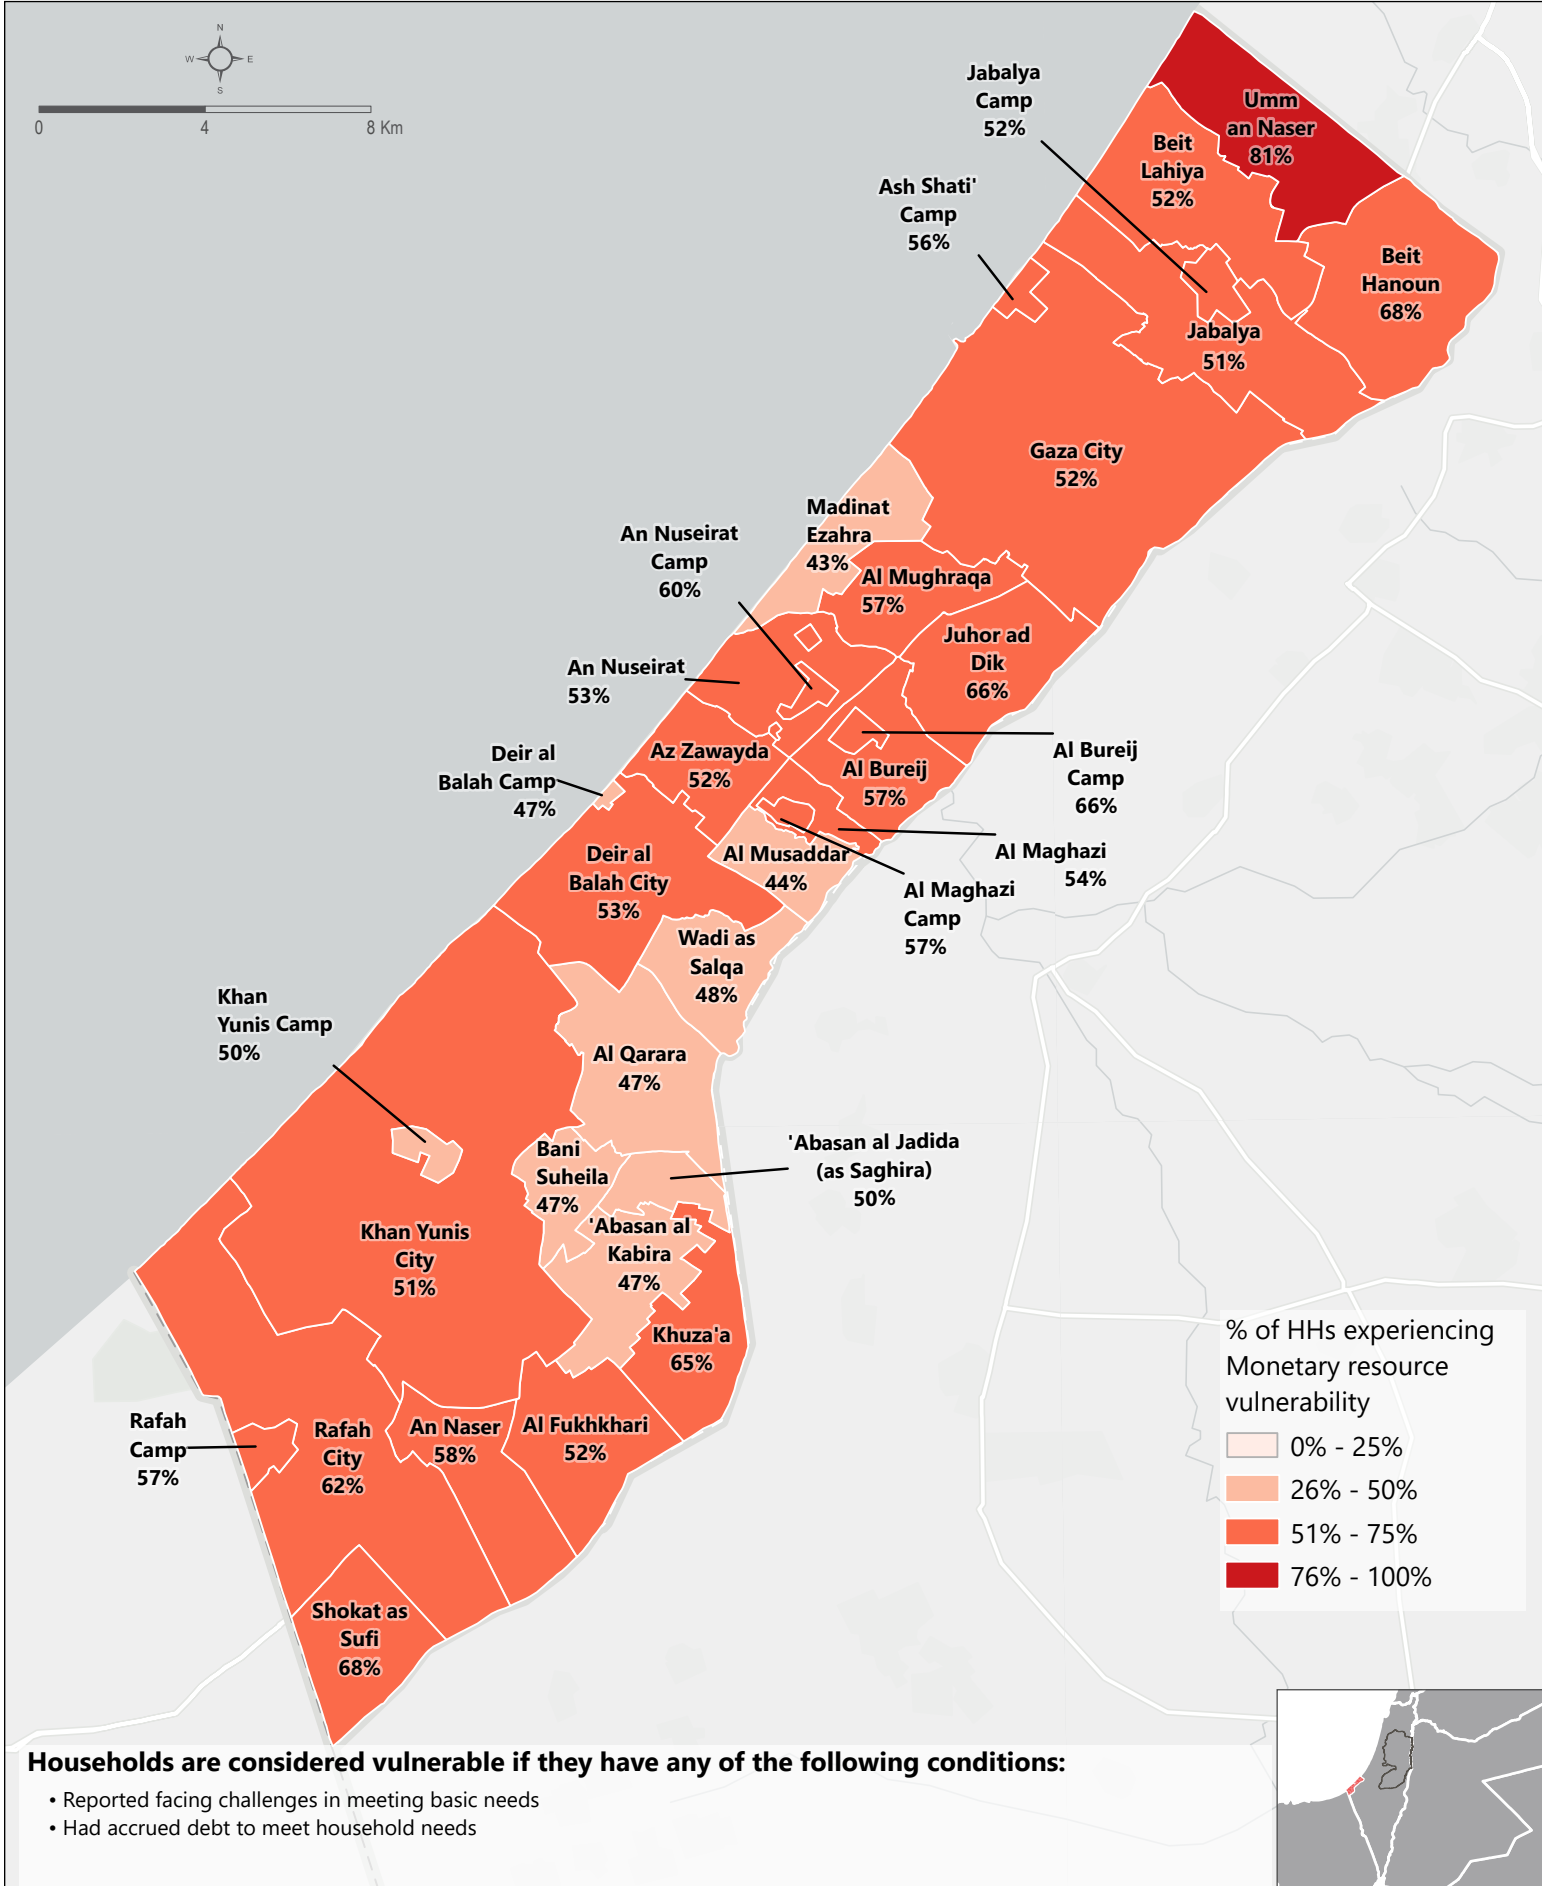 N
W
E
S
0
4
8 Km
Jabalya
Camp
52%
Umm
an Naser
81%
Beit
Lahiya
52%
Ash Shati'
Camp
56%
Beit
Hanoun
68%
Jabalya
51%
Gaza City
52%
Madinat
Ezahra
43%
An Nuseirat
Camp
60%
Al Mughraqa
57%
Juhor ad
Dik
66%
An Nuseirat
53%
Az Zawayda
52%
Deir al
Balah Camp
47%
Al Bureij
57%
Al Bureij
Camp
66%
Al Maghazi
54%
Al Musaddar
44%
Deir al
Balah City
53%
Al Maghazi
Camp
57%
Wadi as
Salqa
48%
Khan
Yunis Camp
50%
Al Qarara
47%
Bani
Suheila
47%
'Abasan al Jadida
(as Saghira)
50%
'Abasan al
Kabira
47%
Khan Yunis
City
51%
Khuza'a
65%
Rafah
Camp
57%
Rafah
City
62%
An Naser
58%
Al Fukhkhari
52%
Shokat as
Sufi
68%
% of HHs experiencing
Monetary resource
vulnerability
0% - 25%
26% - 50%
51% - 75%
76% - 100%
Households are considered vulnerable if they have any of the following conditions:
• Reported facing challenges in meeting basic needs
• Had accrued debt to meet household needs